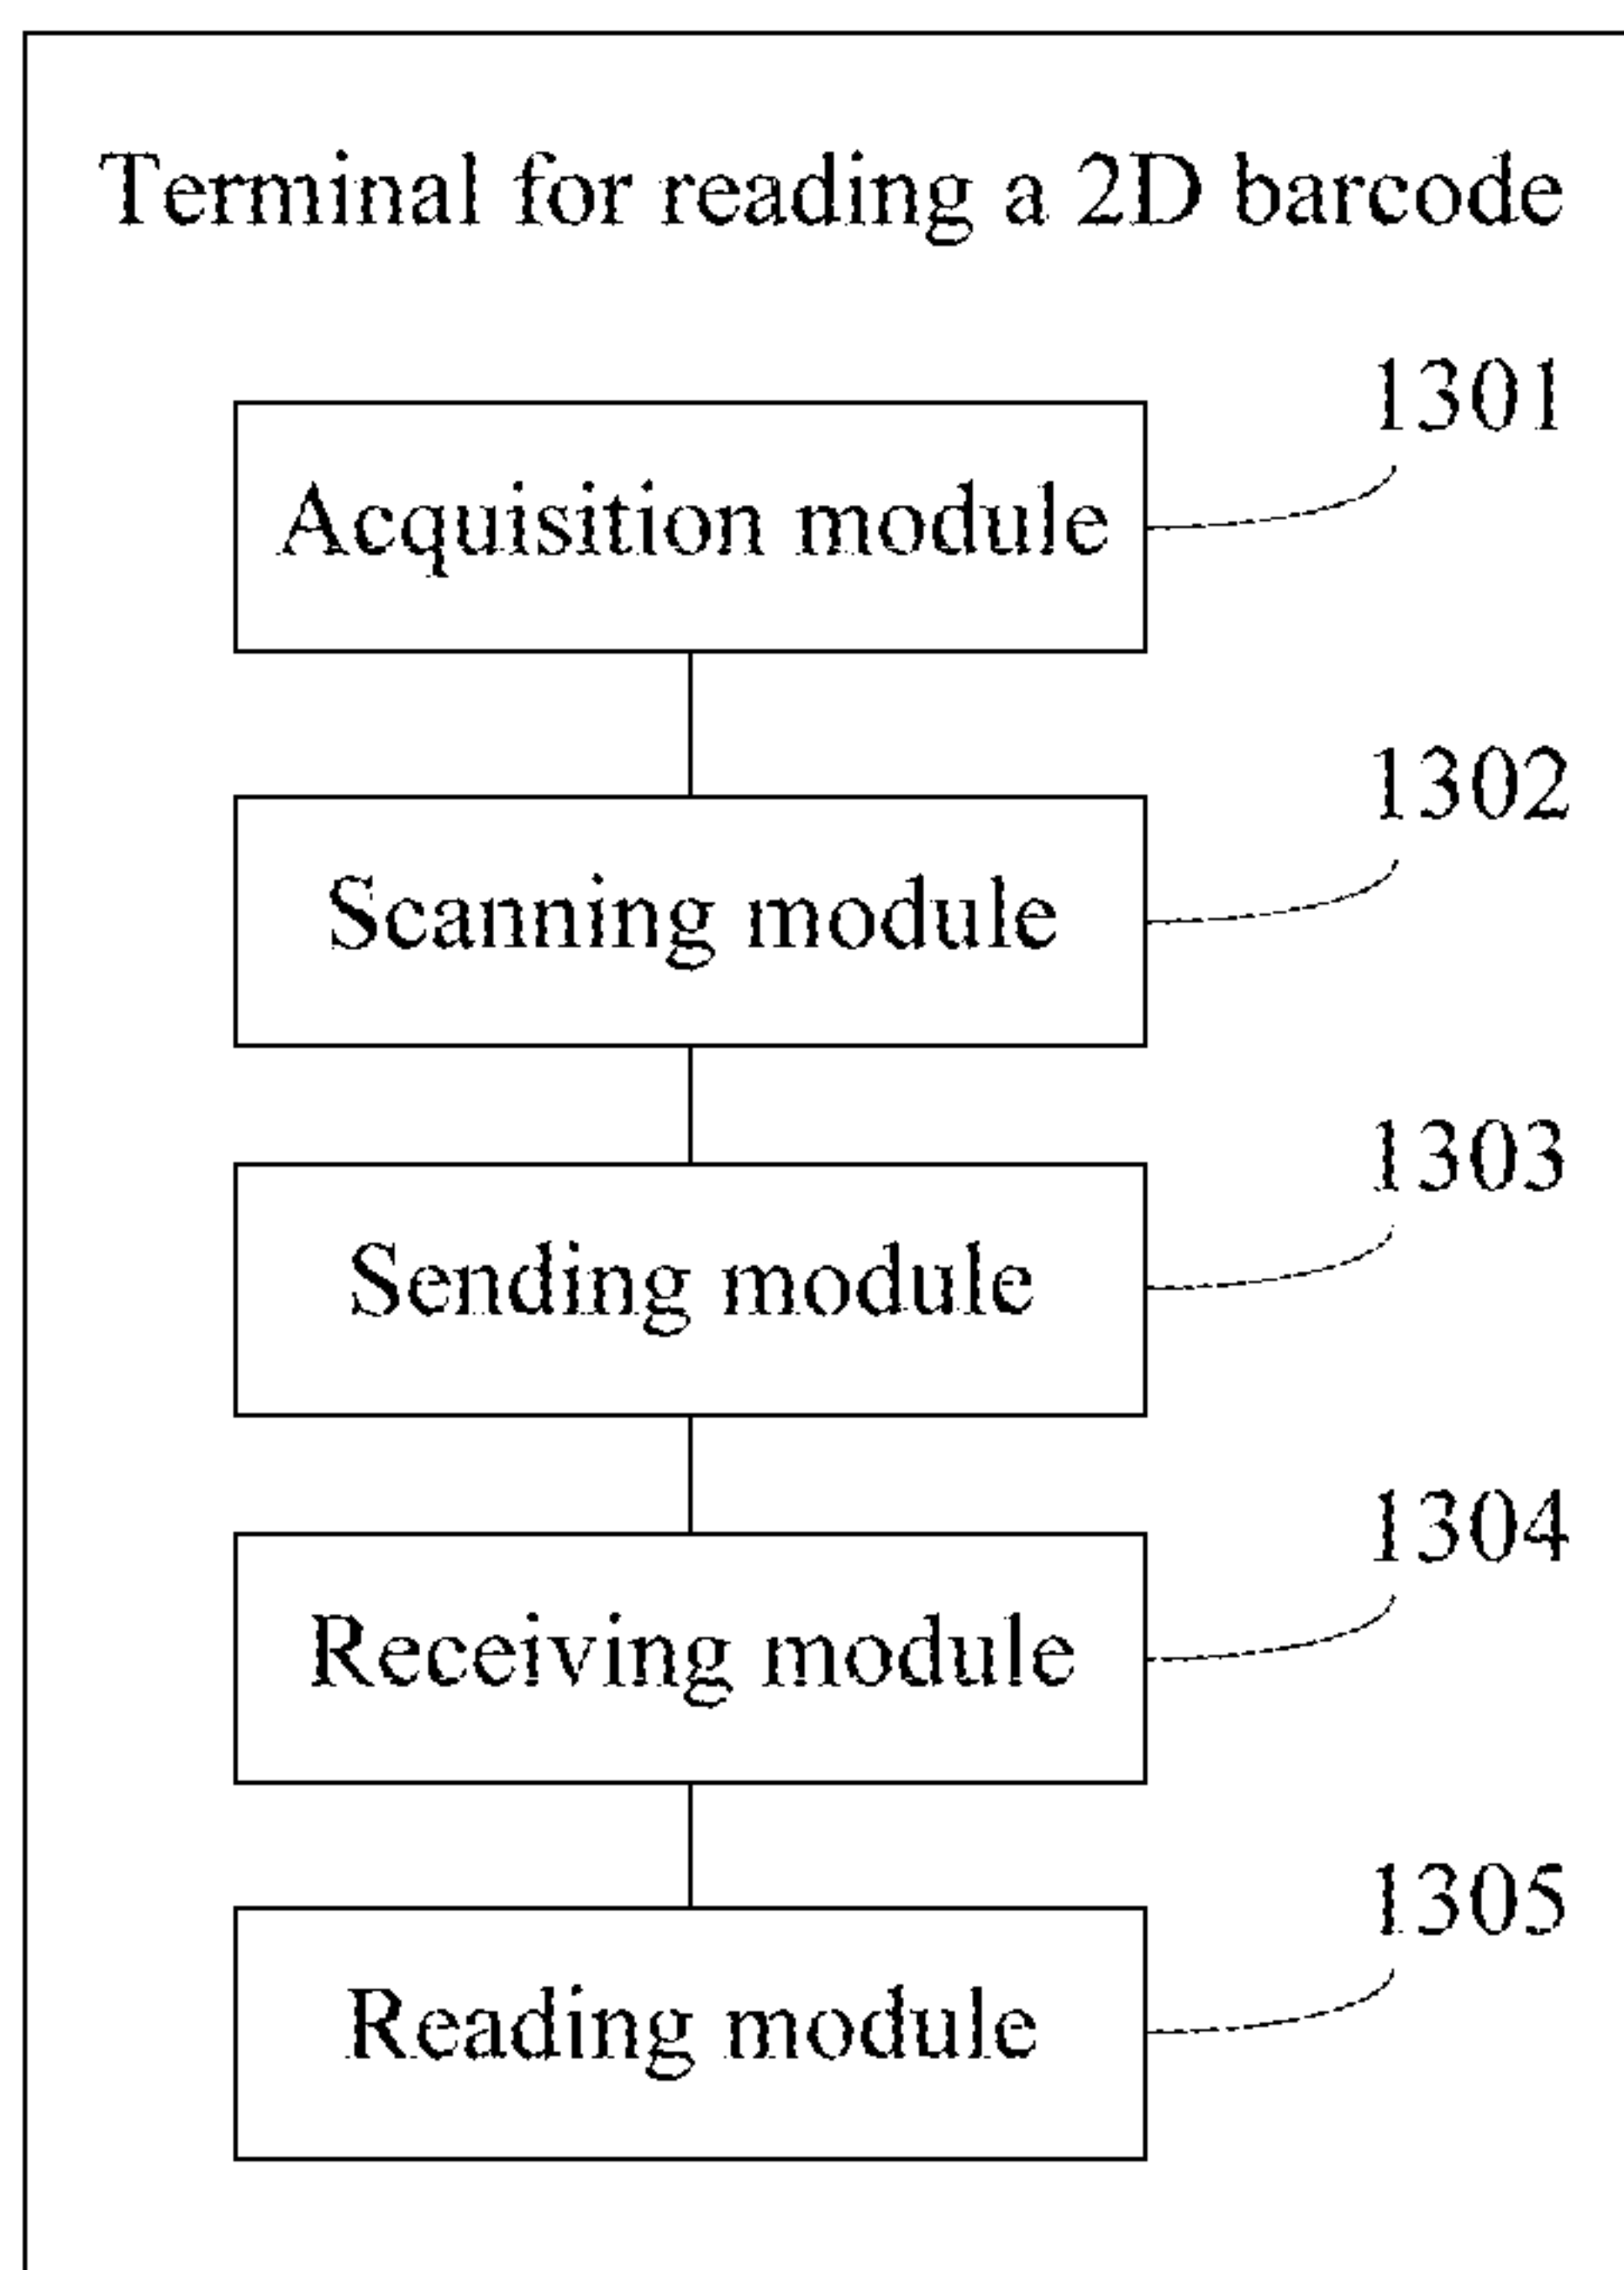 Terminal for reading a 2D barcode
1301
Acquisition module
1302
Scanning module
1303
Sending module
1304
Receiving module
1305
Reading module